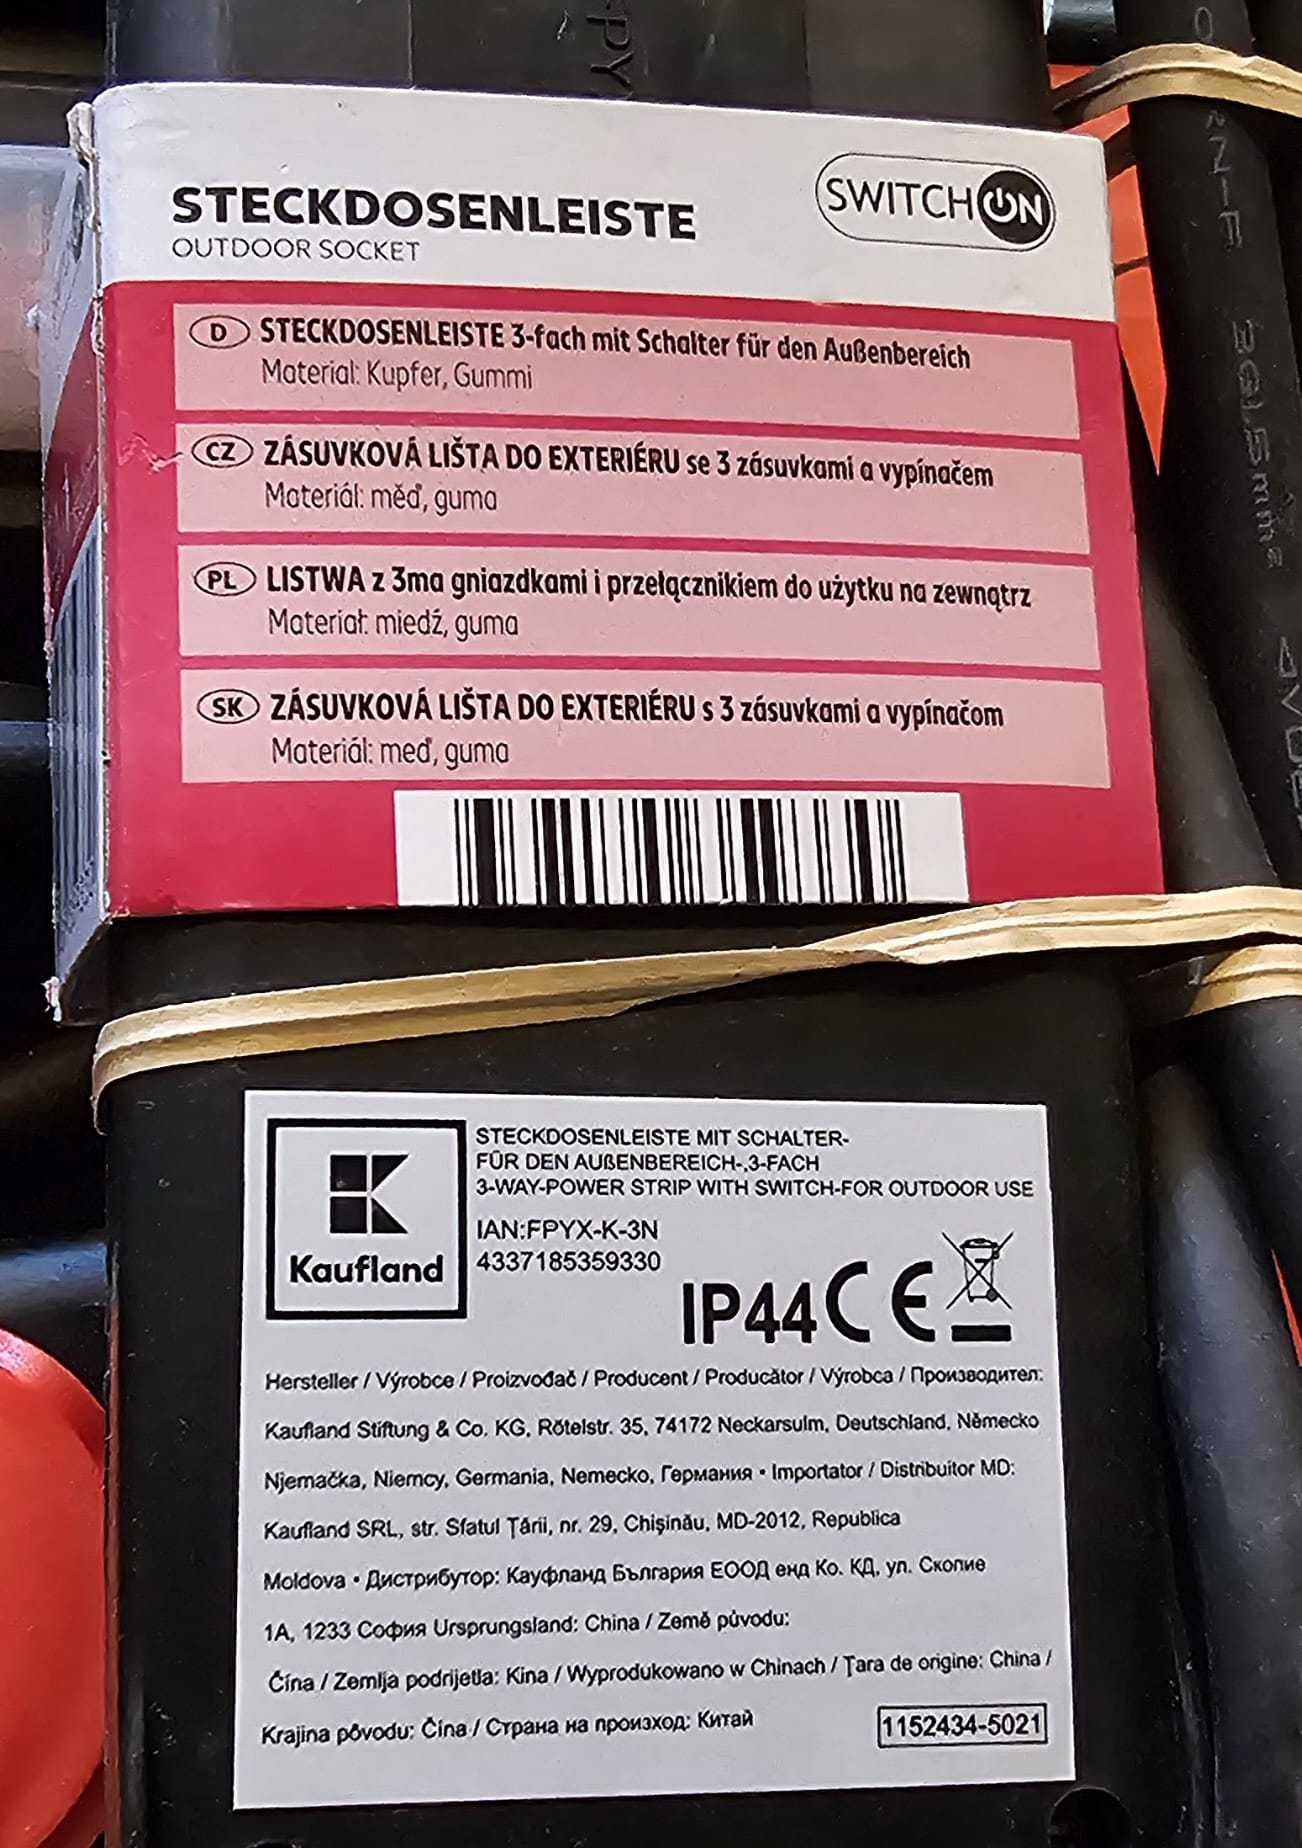 STECKDOSENLEISTE
OUTDOOR SOCKET
SWITCH ON
D STECKDOSENLEISTE 3-fach mit Schalter für den Außenbereich
Material: Kupfer, Gummi
CZ ZÁSUVKOVÁ LIŠTA DO EXTERIÉRU se 3 zásuvkami a vypínačem
Materiál: měď, guma
PL LISTWA z 3ma gniazdkami i przełącznikiem do użytku na zewnątrz
Materiał: miedź, guma
SK ZÁSUVKOVÁ LIŠTA DO EXTERIÉRU s 3 zásuvkami a vypínačom
Materiál: meď, guma
Kaufland
STECKDOSENLEISTE MIT SCHALTER-
FÜR DEN AUßENBEREICH-,3-FACH
3-WAY-POWER STRIP WITH SWITCH-FOR OUTDOOR USE
IAN:FPYX-K-3N
4337185359330
IP44 CE
Hersteller / Výrobce / Proizvođač / Producent / Producător / Výrobca / Производител:
Kaufland Stiftung & Co. KG, Rötelstr. 35, 74172 Neckarsulm, Deutschland, Německo
Njemačka, Niemcy, Germania, Nemecko, Германия • Importator / Distribuitor MD:
Kaufland SRL, str. Sfatul Țării, nr. 29, Chișinău, MD-2012, Republica
Moldova • Дистрибутор: Кауфланд България ЕООД енд Ко. КД, ул. Скопие
1A, 1233 София Ursprungsland: China / Země původu:
Čína / Zemlja podrijetla: Kina / Wyprodukowano w Chinach / Țara de origine: China /
Krajina pôvodu: Čína / Страна на произход: Китай
1152434-5021